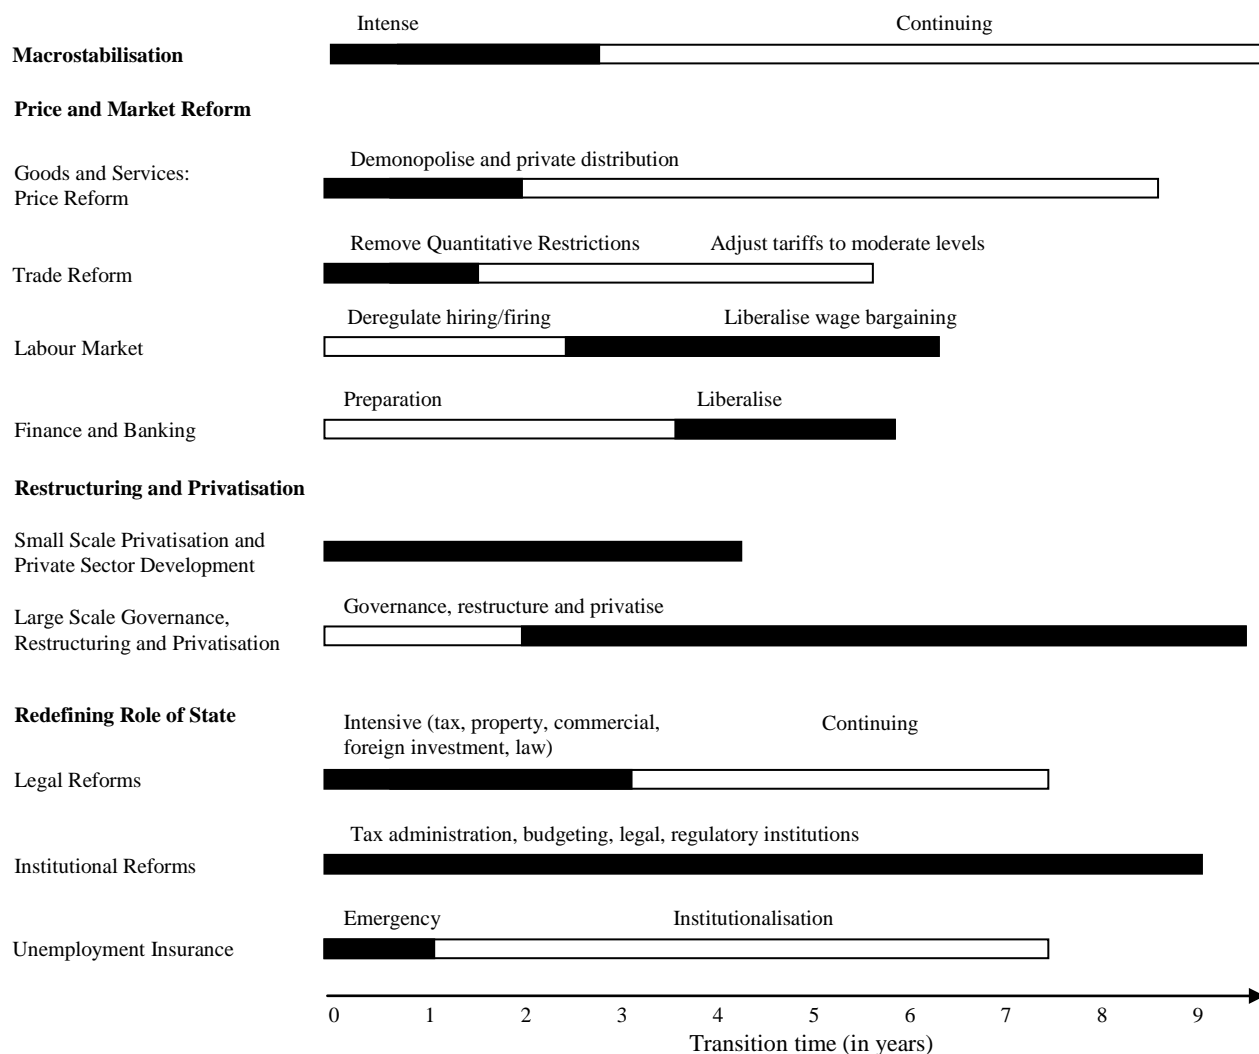 Intense Continuing
Macrostabilisation
Price and Market Reform
Demonopolise and private distribution
Goods and Services:
Price Reform
Remove Quantitative Restrictions Adjust tariffs to moderate levels
Trade Reform
Deregulate hiring/firing Liberalise wage bargaining
Labour Market
Preparation Liberalise
Finance and Banking
Restructuring and Privatisation
Small Scale Privatisation and
Private Sector Development
Governance, restructure and privatise
Large Scale Governance,
Restructuring and Privatisation
Redefining Role of State
Intensive (tax, property, commercial,
foreign investment, law)
Continuing
Legal Reforms
Tax administration, budgeting, legal, regulatory institutions
Institutional Reforms
Emergency Institutionalisation
Unemployment Insurance
0 1 2 3 4 5 6 7 8 9
Transition time (in years)